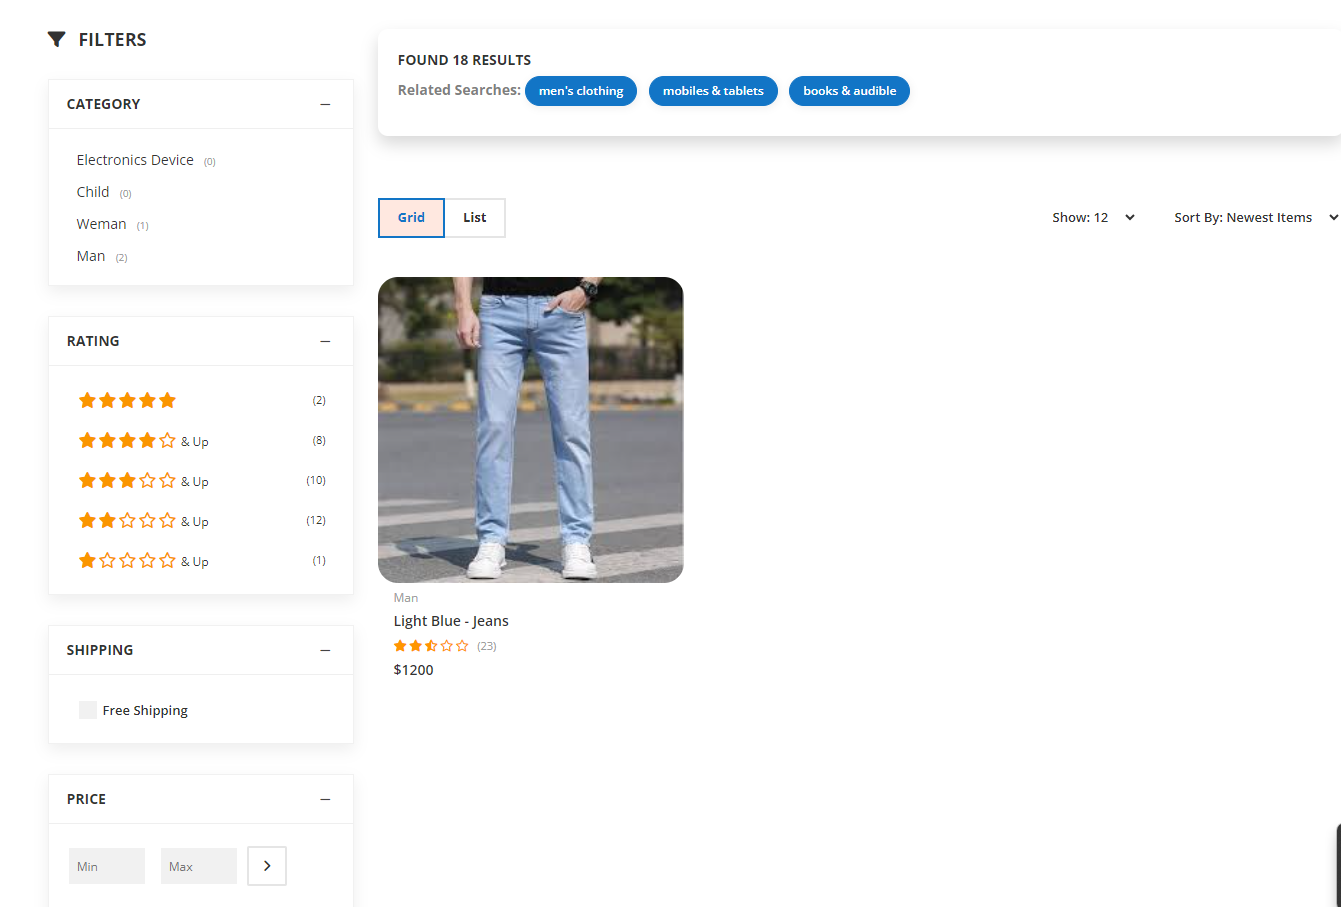 FILTERS
CATEGORY
Electronics Device (0)
Child (0)
Weman (1)
Man (2)
RATING
(2)
& Up (8)
& Up (10)
& Up (12)
& Up (1)
SHIPPING
Free Shipping
PRICE
Min Max
FOUND 18 RESULTS
Related Searches: men's clothing mobiles & tablets books & audible
Grid List Show: 12 Sort By: Newest Items
Man
Light Blue - Jeans
(23)
$1200